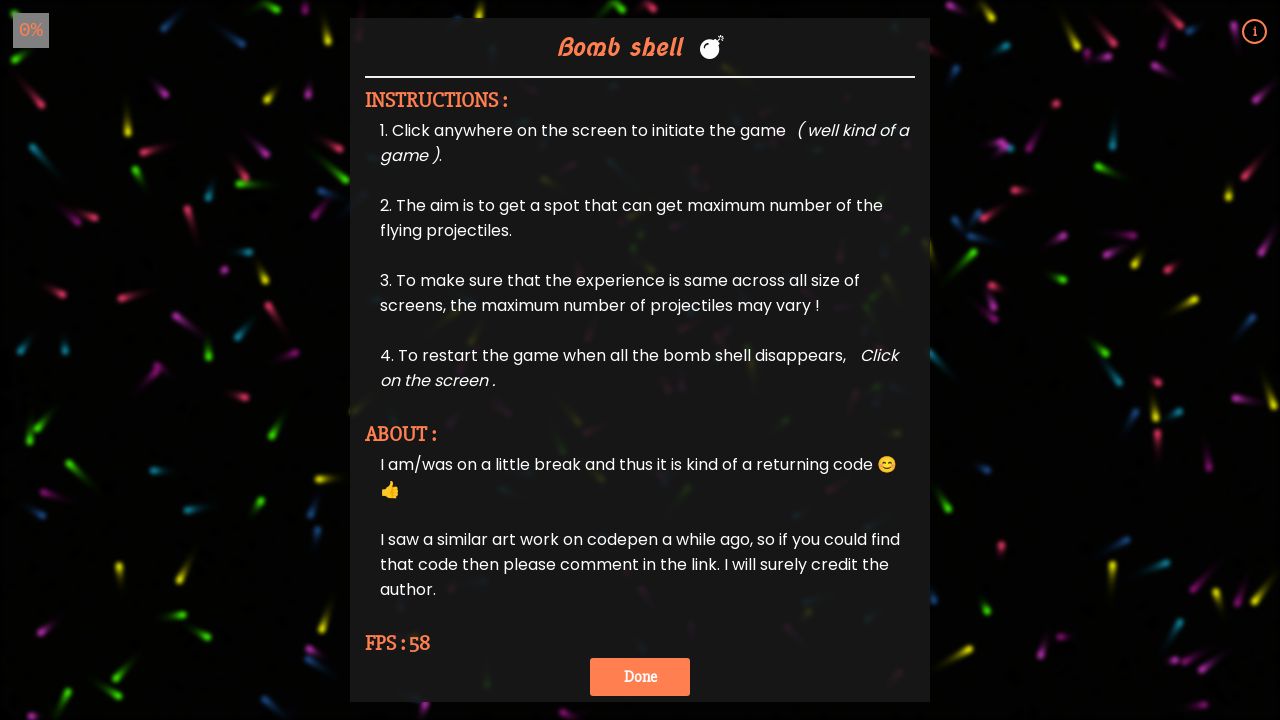 0%
i
Bomb shell 💣
INSTRUCTIONS :
1. Click anywhere on the screen to initiate the game ( well kind of a
game ).
2. The aim is to get a spot that can get maximum number of the
flying projectiles.
3. To make sure that the experience is same across all size of
screens, the maximum number of projectiles may vary !
4. To restart the game when all the bomb shell disappears, Click
on the screen .
ABOUT :
I am/was on a little break and thus it is kind of a returning code 😊
👍
I saw a similar art work on codepen a while ago, so if you could find
that code then please comment in the link. I will surely credit the
author.
FPS : 58
Done